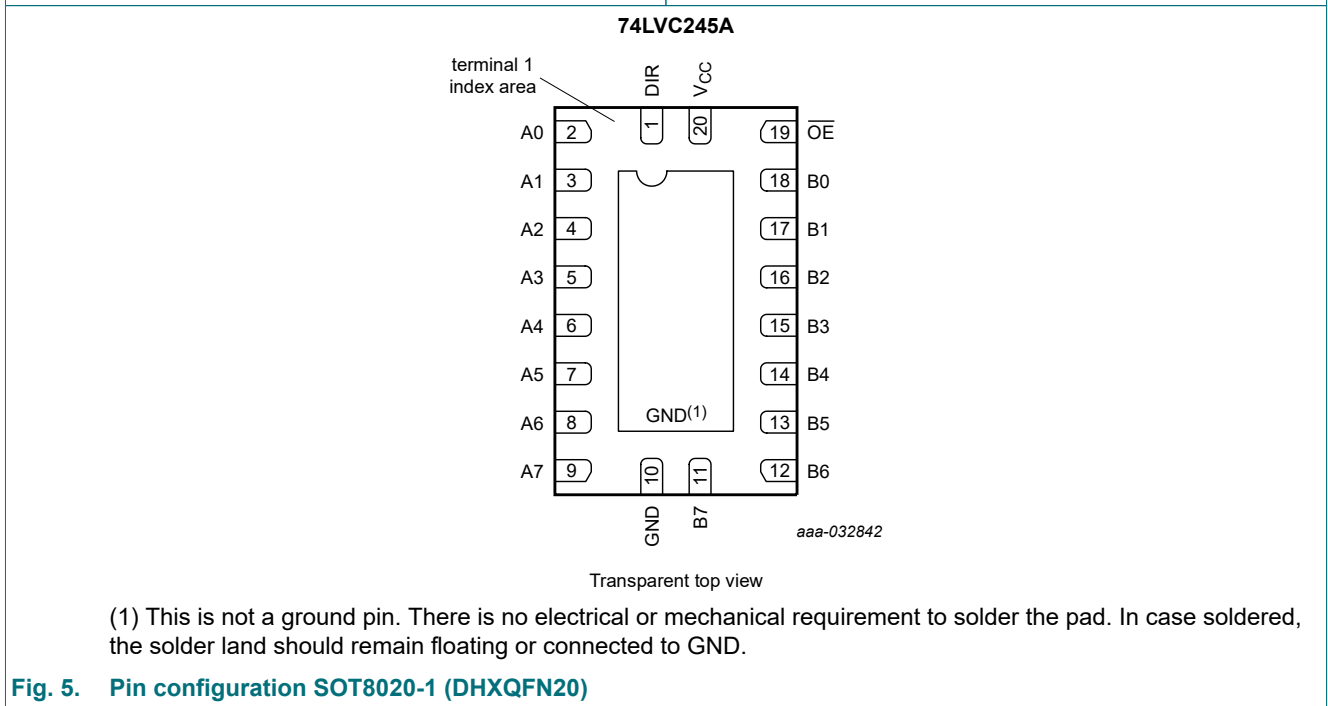 74LVC245A
terminal 1
index area
DIR
VCC
1
20
A0 2
19 OE
A1 3
18 B0
A2 4
17 B1
A3 5
16 B2
A4 6
15 B3
A5 7
14 B4
A6 8
GND(1)
13 B5
A7 9
12 B6
10
11
GND
B7
aaa-032842
Transparent top view
(1) This is not a ground pin. There is no electrical or mechanical requirement to solder the pad. In case soldered,
the solder land should remain floating or connected to GND.
Fig. 5. Pin configuration SOT8020-1 (DHXQFN20)